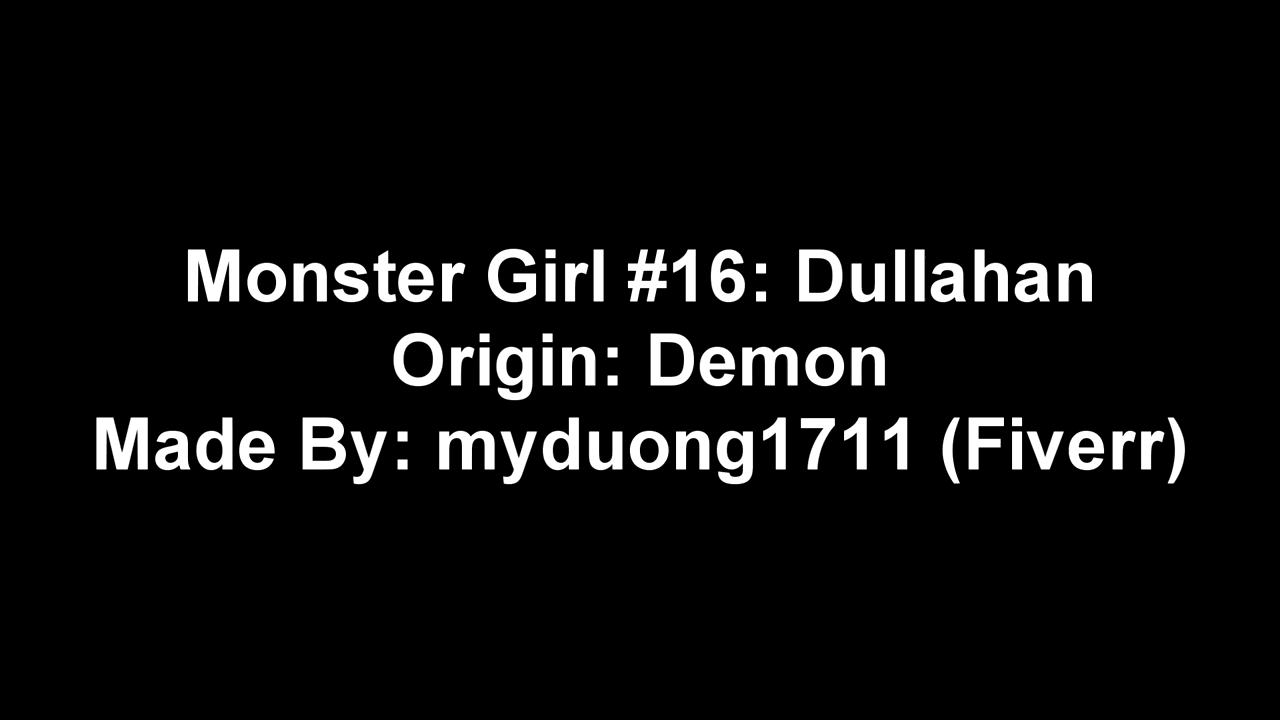 Monster Girl #16: Dullahan
Origin: Demon
Made By: myduong1711 (Fiverr)